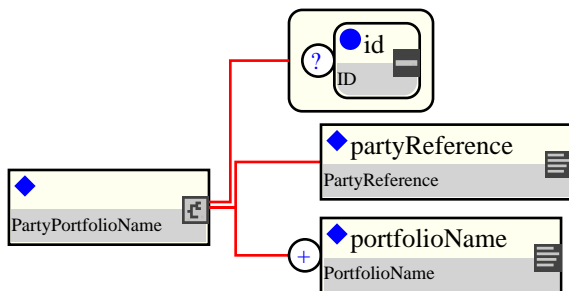 ? id
ID
partyReference
PartyReference
PartyPortfolioName
+ portfolioName
PortfolioName